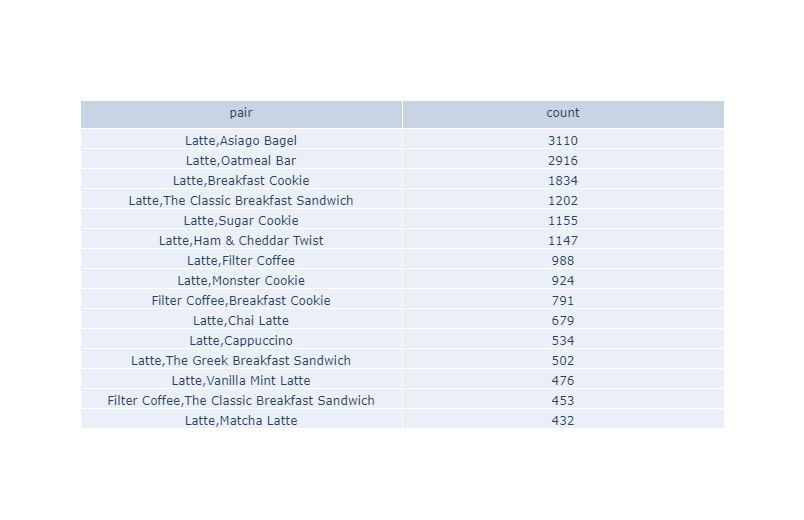 pair count
Latte,Asiago Bagel 3110
Latte,Oatmeal Bar 2916
Latte,Breakfast Cookie 1834
Latte,The Classic Breakfast Sandwich 1202
Latte,Sugar Cookie 1155
Latte,Ham & Cheddar Twist 1147
Latte,Filter Coffee 988
Latte,Monster Cookie 924
Filter Coffee,Breakfast Cookie 791
Latte,Chai Latte 679
Latte,Cappuccino 534
Latte,The Greek Breakfast Sandwich 502
Latte,Vanilla Mint Latte 476
Filter Coffee,The Classic Breakfast Sandwich 453
Latte,Matcha Latte 432